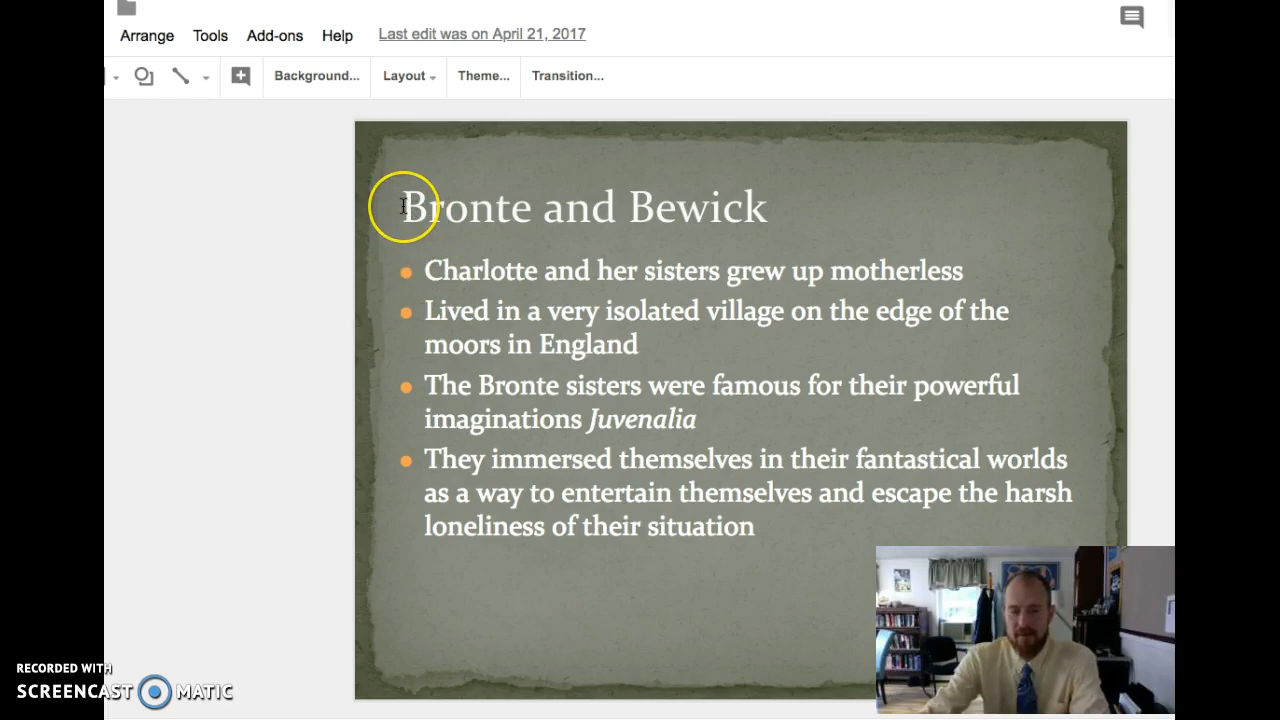 Arrange Tools Add-ons Help Last edit was on April 21, 2017
Background... Layout Theme... Transition...
Bronte and Bewick
Charlotte and her sisters grew up motherless
Lived in a very isolated village on the edge of the
moors in England
The Bronte sisters were famous for their powerful
imaginations Juvenalia
They immersed themselves in their fantastical worlds
as a way to entertain themselves and escape the harsh
loneliness of their situation
RECORDED WITH
SCREENCAST MATIC